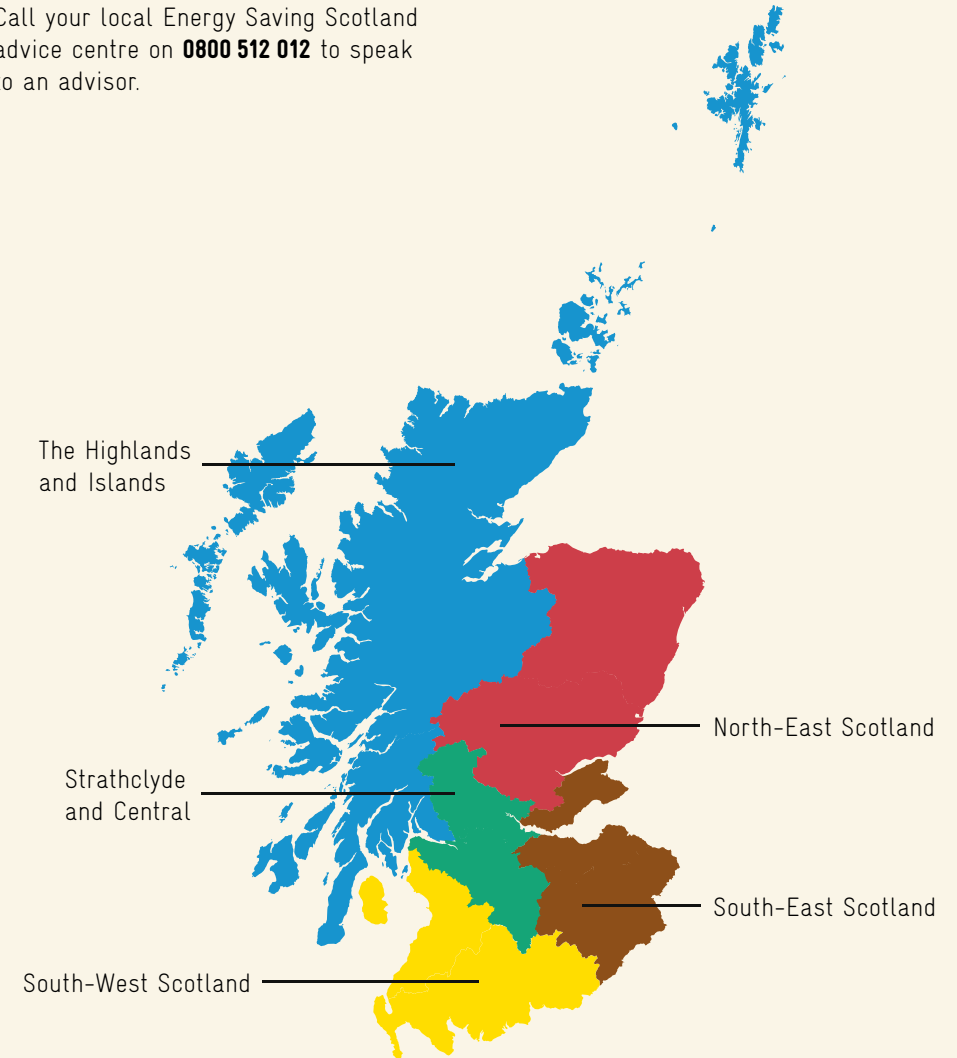 Call your local Energy Saving Scotland
advice centre on 0800 512 012 to speak
to an advisor.
The Highlands
and Islands
North-East Scotland
Strathclyde
and Central
South-East Scotland
South-West Scotland